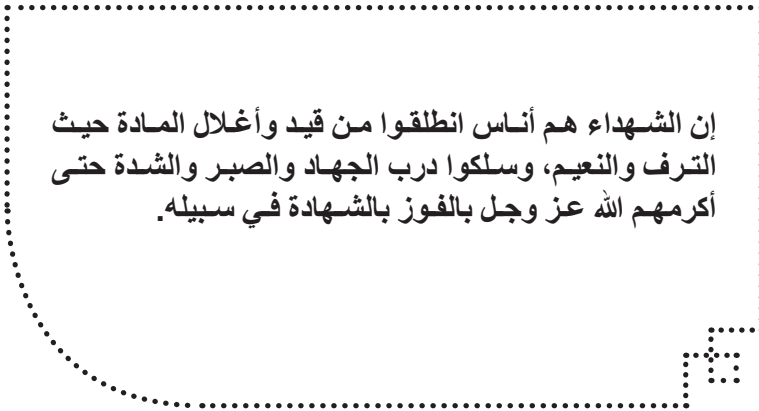 إن الشهداء هم أناس انطلقوا من قيد وأغلال المادة حيث
الترف والنعيم، وسلكوا درب الجهاد والصبر والشدة حتى
أكرمهم الله عز وجل بالفوز بالشهادة في سبيله.